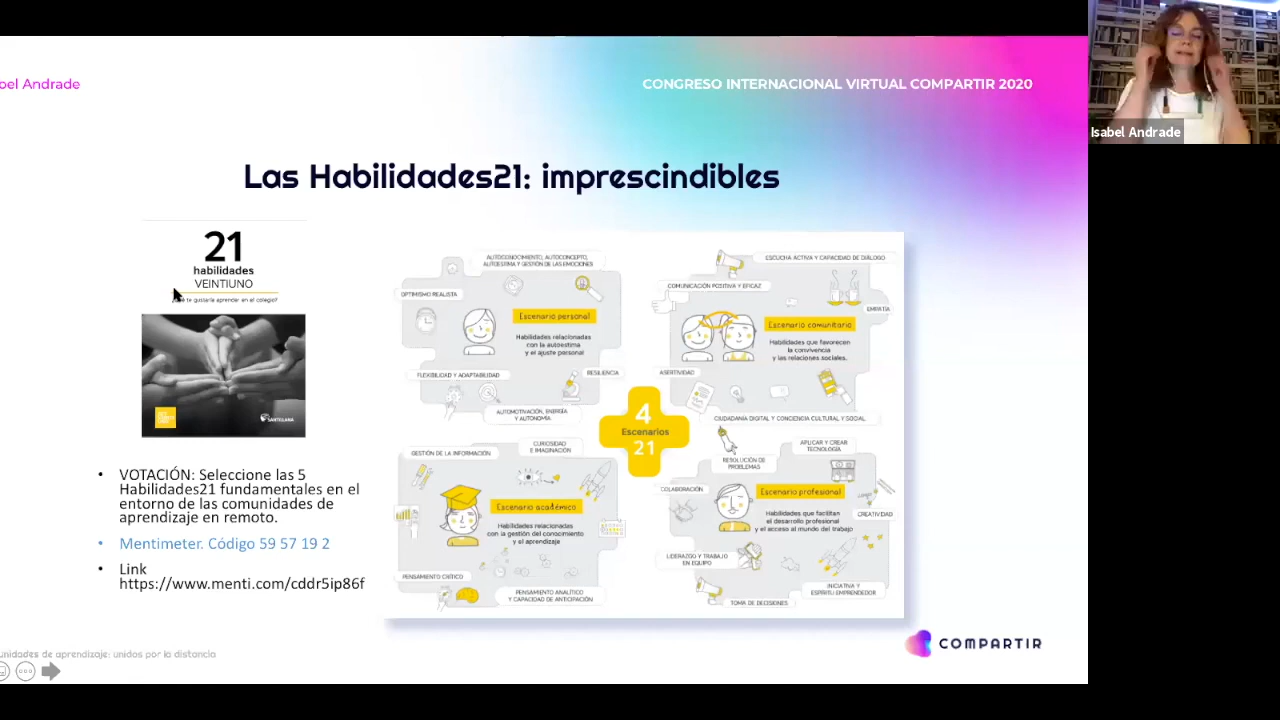 bel Andrade
CONGRESO INTERNACIONAL VIRTUAL COMPARTIR 2020
Isabel Andrade
Las Habilidades21: imprescindibles
21
habilidades
VEINTIUNO
te gustaría aprender en el colegio?
SANTILLANA
VOTACIÓN: Seleccione las 5
Habilidades21 fundamentales en el
entorno de las comunidades de
aprendizaje en remoto.
Mentimeter. Código 59 57 19 2
Link
https://www.menti.com/cddr5ip86f
AUTOCONOCIMIENTO, AUTOCONCEPTO,
AUTOESTIMA Y GESTIÓN DE LAS EMOCIONES
OPTIMISMO REALISTA
Escenario personal
Habilidades relacionadas
con la autoestima
y el ajuste personal
FLEXIBILIDAD Y ADAPTABILIDAD
RESILIENCIA
AUTOMOTIVACIÓN, ENERGÍA
Y AUTONOMÍA
ESCUCHA ACTIVA Y CAPACIDAD DE DIÁLOGO
COMUNICACIÓN POSITIVA Y EFICAZ
EMPATÍA
Escenario comunitario
Habilidades que favorecen
la convivencia
y las relaciones sociales.
ASERTIVIDAD
CIUDADANÍA DIGITAL Y CONCIENCIA CULTURAL Y SOCIAL
4
Escenarios
21
GESTIÓN DE LA INFORMACIÓN
CURIOSIDAD
E IMAGINACIÓN
Escenario académico
Habilidades relacionadas
con la gestión del conocimiento
y el aprendizaje
PENSAMIENTO CRÍTICO
PENSAMIENTO ANALÍTICO
Y CAPACIDAD DE ANTICIPACIÓN
APLICAR Y CREAR
TECNOLOGÍA
RESOLUCIÓN DE
PROBLEMAS
COLABORACIÓN
Escenario profesional
Habilidades que facilitan
el desarrollo profesional
y el acceso al mundo del trabajo
CREATIVIDAD
LIDERAZGO Y TRABAJO
EN EQUIPO
INICIATIVA Y
ESPÍRITU EMPRENDEDOR
TOMA DE DECISIONES
COMPARTIR
unidades de aprendizaje: unidos por la distancia